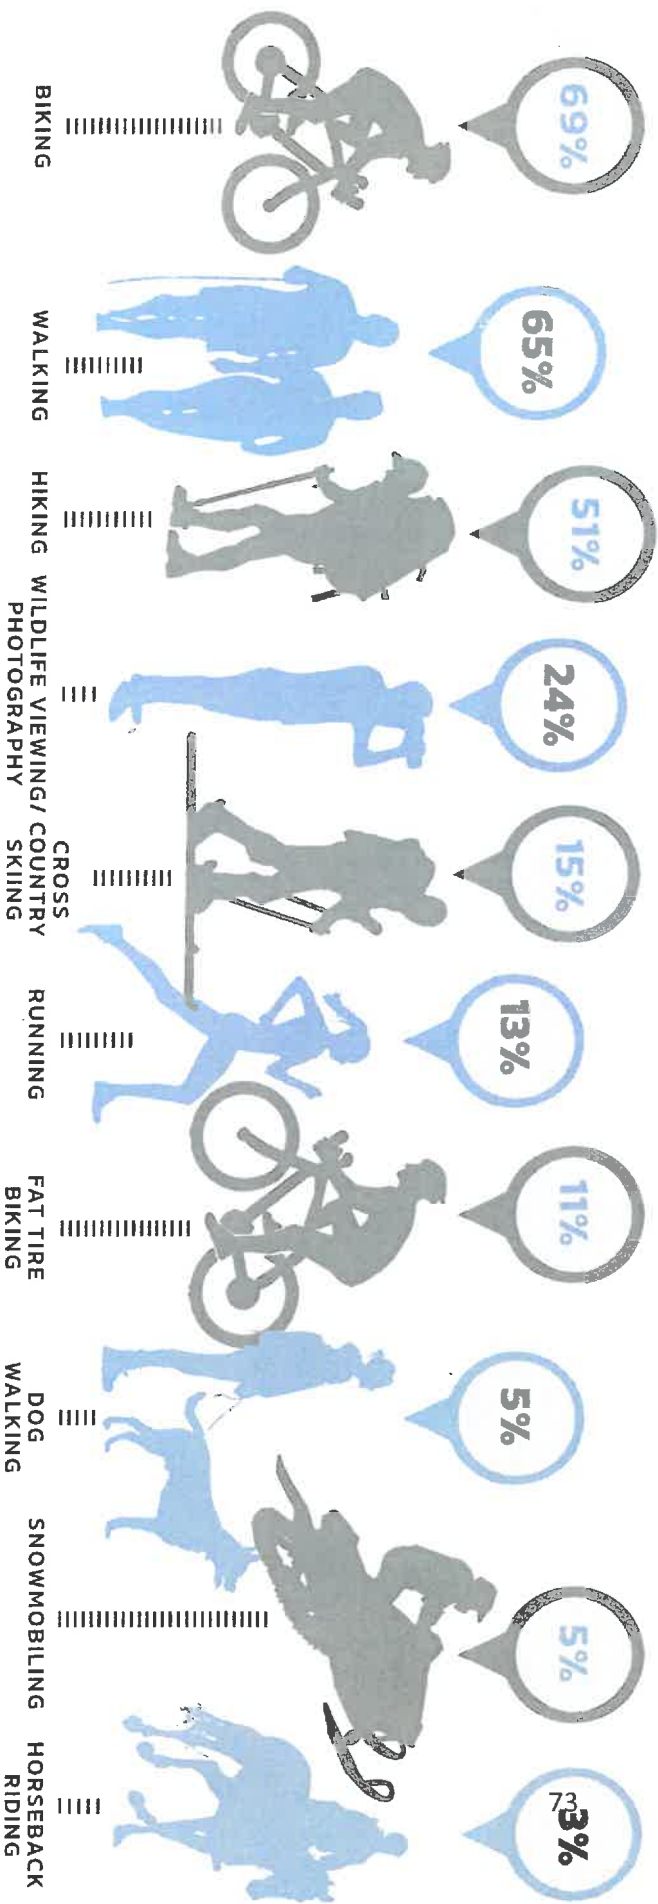 69%
65%
51%
24%
15%
13%
11%
5%
5%
3%
BIKING
WALKING
HIKING
WILDLIFE VIEWING/
PHOTOGRAPHY
CROSS
COUNTRY
SKIING
RUNNING
FAT TIRE
BIKING
DOG
WALKING
SNOWMOBILING
HORSEBACK
RIDING
73